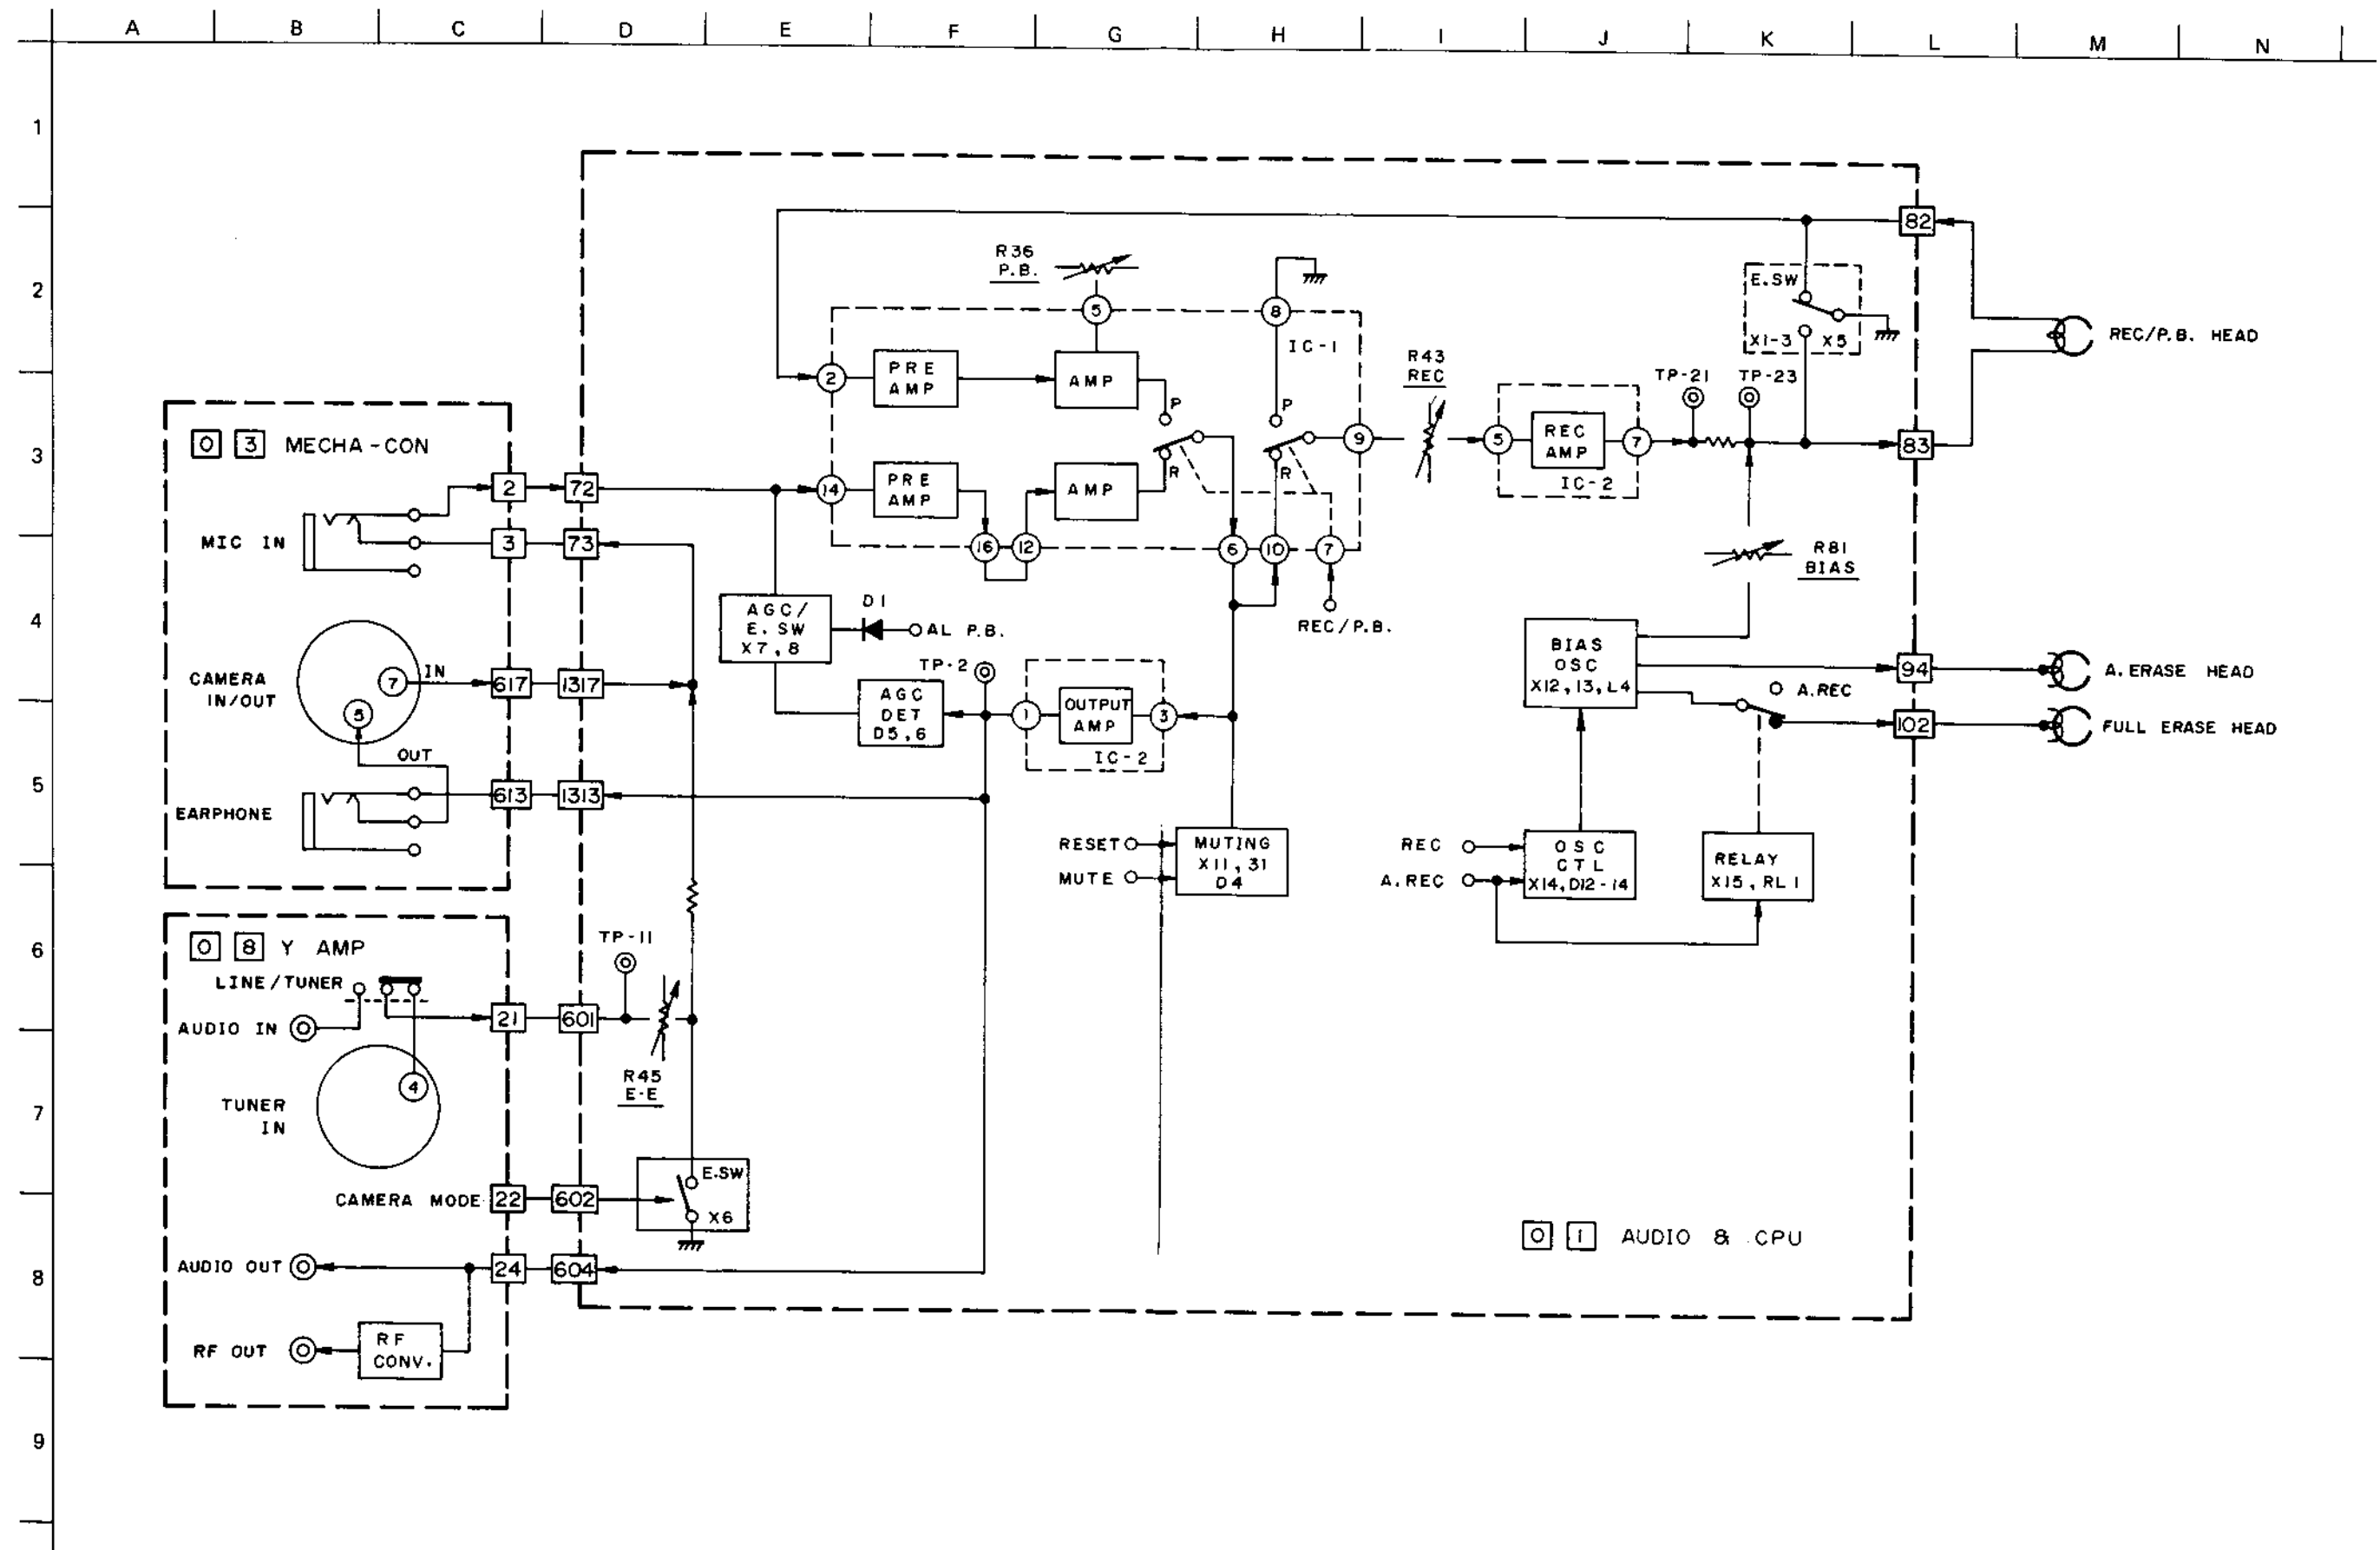 A B C D E F G H I J K L M N
1
2
3
4
5
6
7
8
9
0 3 MECHA-CON
MIC IN
2 72
3 73
CAMERA
IN/OUT
7 IN
5
OUT
617 1317
613 1313
EARPHONE
0 8 Y AMP
LINE/TUNER
AUDIO IN
21 601
TUNER
IN
4
CAMERA MODE 22 602
AUDIO OUT
24 604
RF OUT
RF
CONV.
TP-11
R45
E-E
E.SW
X6
R36
P.B.
5
8
IC-1
2
PRE
AMP
AMP
P
R
14
PRE
AMP
AMP
P
R
16 12 6 10 7
9
REC/P.B.
AGC/
E. SW
X7, 8
D1
AL P.B.
TP-2
AGC
DET
D5, 6
1
OUTPUT
AMP
3
IC-2
RESET
MUTE
MUTING
X11, 31
D4
R43
REC
5
REC
AMP
7
IC-2
TP-21 TP-23
E.SW
X1-3 X5
82
83
REC/P.B. HEAD
R81
BIAS
BIAS
OSC
X12, 13, L4
94
A. ERASE HEAD
A.REC
102
FULL ERASE HEAD
REC
A.REC
OSC
CTL
X14, D12-14
RELAY
X15, RL1
0 1 AUDIO & CPU